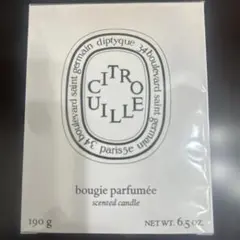 34 boulevard saint germain diptyque 34 boulevard saint germain paris5e
CITRO
UILLE
bougie parfumée
scented candle
190 g
NET WT. 6.5 OZ.